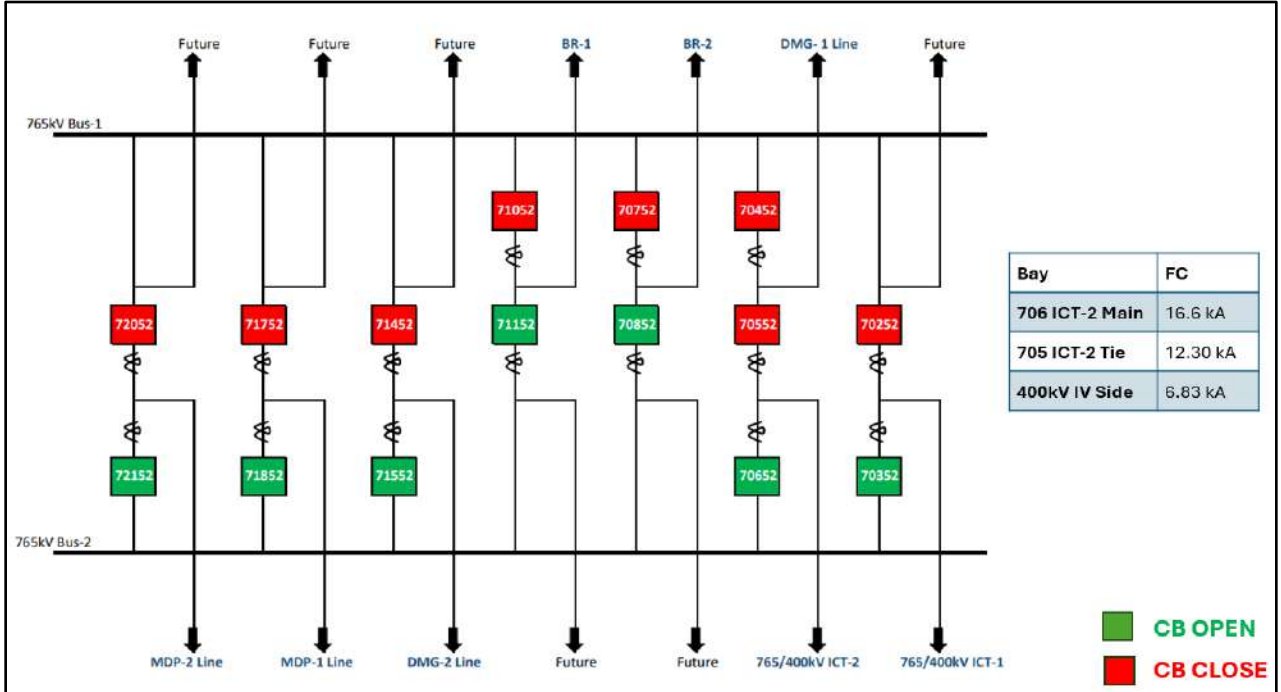 Future Future Future BR-1 BR-2 DMG- 1 Line Future
765kV Bus-1
71052 70752 70452
72052 71752 71452 71152 70852 70552 70252
72152 71852 71552 70652 70352
765kV Bus-2
MDP-2 Line MDP-1 Line DMG-2 Line Future Future 765/400kV ICT-2 765/400kV ICT-1
Bay FC
706 ICT-2 Main 16.6 kA
705 ICT-2 Tie 12.30 kA
400kV IV Side 6.83 kA
CB OPEN
CB CLOSE